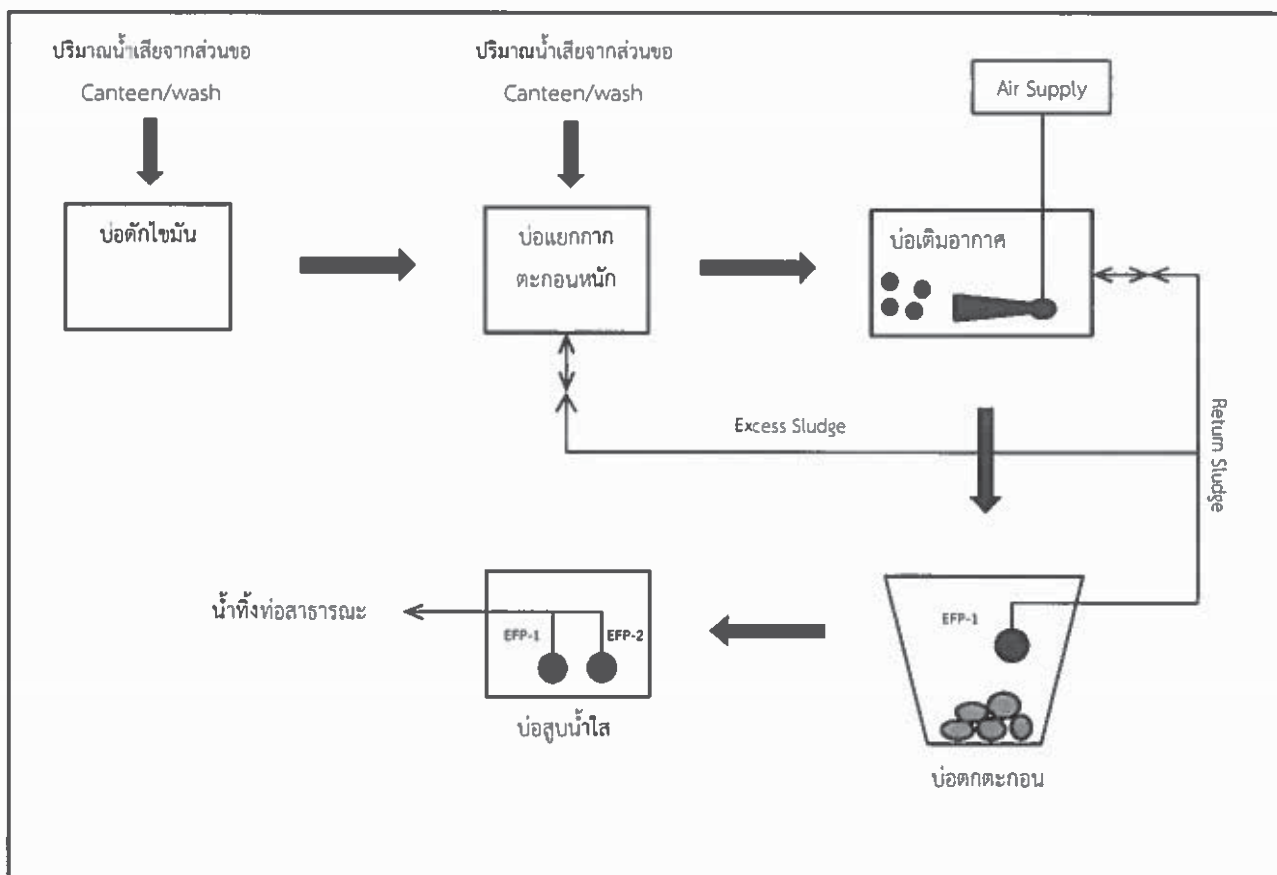 ปริมาณน้ำเสียจากส่วนขอ
Canteen/wash
ปริมาณน้ำเสียจากส่วนขอ
Canteen/wash
Air Supply
บ่อดักไขมัน
บ่อแยกกาก
ตะกอนหนัก
บ่อเติมอากาศ
Excess Sludge
Return Sludge
น้ำทิ้งท่อสาธารณะ
EFP-1
EFP-2
EFP-1
บ่อสูบน้ำใส
บ่อตกตะกอน